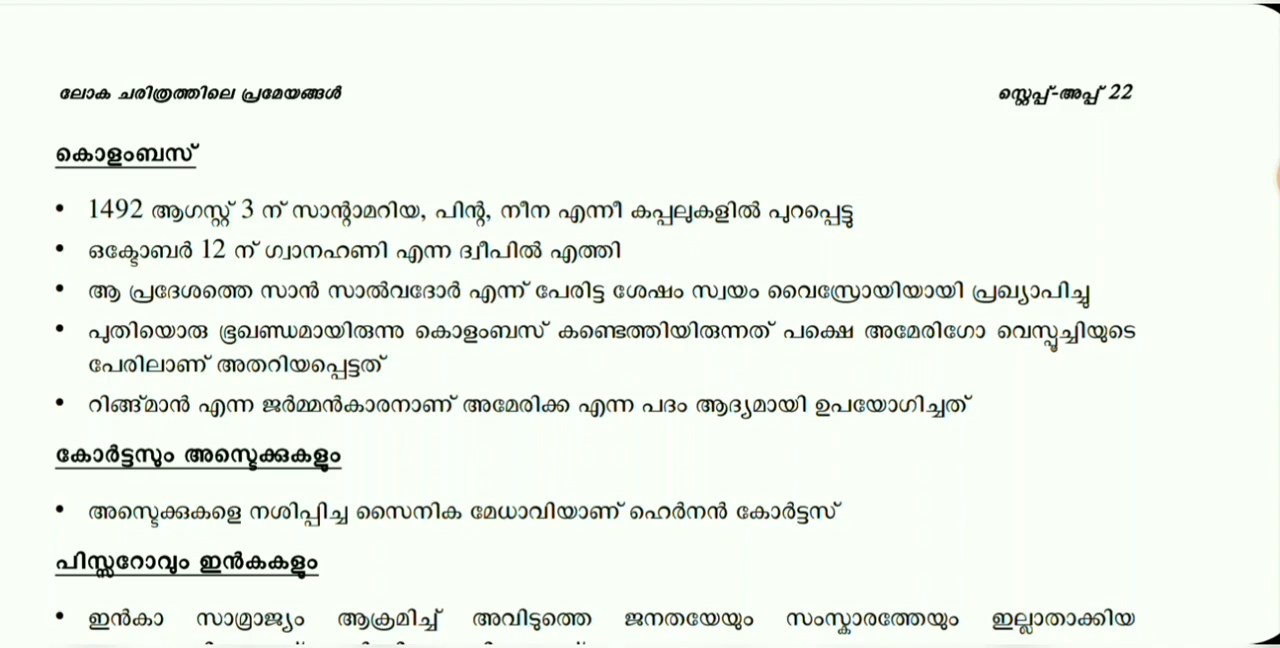 ലോക ചരിത്രത്തിലെ പ്രമേയങ്ങൾ
സ്റ്റെപ്പ്-അപ്പ് 22
കൊളംബസ്
• 1492 ആഗസ്റ്റ് 3 ന് സാന്റാമറിയ, പിന്റ, നീന എന്നീ കപ്പലുകളിൽ പുറപ്പെട്ടു
• ഒക്ടോബർ 12 ന് ഗ്വാനഹണി എന്ന ദ്വീപിൽ എത്തി
• ആ പ്രദേശത്തെ സാൻ സാൽവദോർ എന്ന് പേരിട്ട ശേഷം സ്വയം വൈസ്രോയിയായി പ്രഖ്യാപിച്ചു
• പുതിയൊരു ഭൂഖണ്ഡമായിരുന്നു കൊളംബസ് കണ്ടെത്തിയിരുന്നത് പക്ഷെ അമേരിഗോ വെസ്പൂച്ചിയുടെ
പേരിലാണ് അതറിയപ്പെട്ടത്
• റിങ്ങ്മാൻ എന്ന ജർമ്മൻകാരനാണ് അമേരിക്ക എന്ന പദം ആദ്യമായി ഉപയോഗിച്ചത്
കോർട്ടസും അസ്ടെക്കുകളും
• അസ്ടെക്കുകളെ നശിപ്പിച്ച സൈനിക മേധാവിയാണ് ഹെർനൻ കോർട്ടസ്
പിസ്സറോവും ഇൻകകളും
• ഇൻകാ സാമ്രാജ്യം ആക്രമിച്ച് അവിടുത്തെ ജനതയേയും സംസ്കാരത്തേയും ഇല്ലാതാക്കിയ